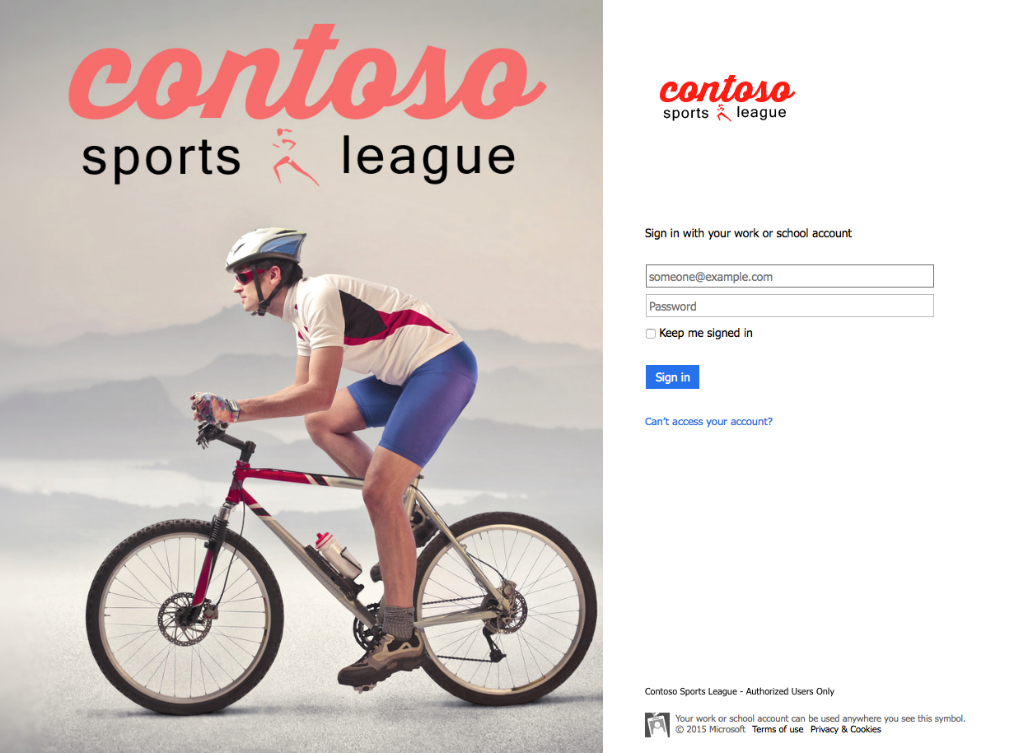 contoso
sports league
contoso
sports league
Sign in with your work or school account
someone@example.com
Password
Keep me signed in
Sign in
Can't access your account?
Contoso Sports League - Authorized Users Only
Your work or school account can be used anywhere you see this symbol.
© 2015 Microsoft Terms of use Privacy & Cookies